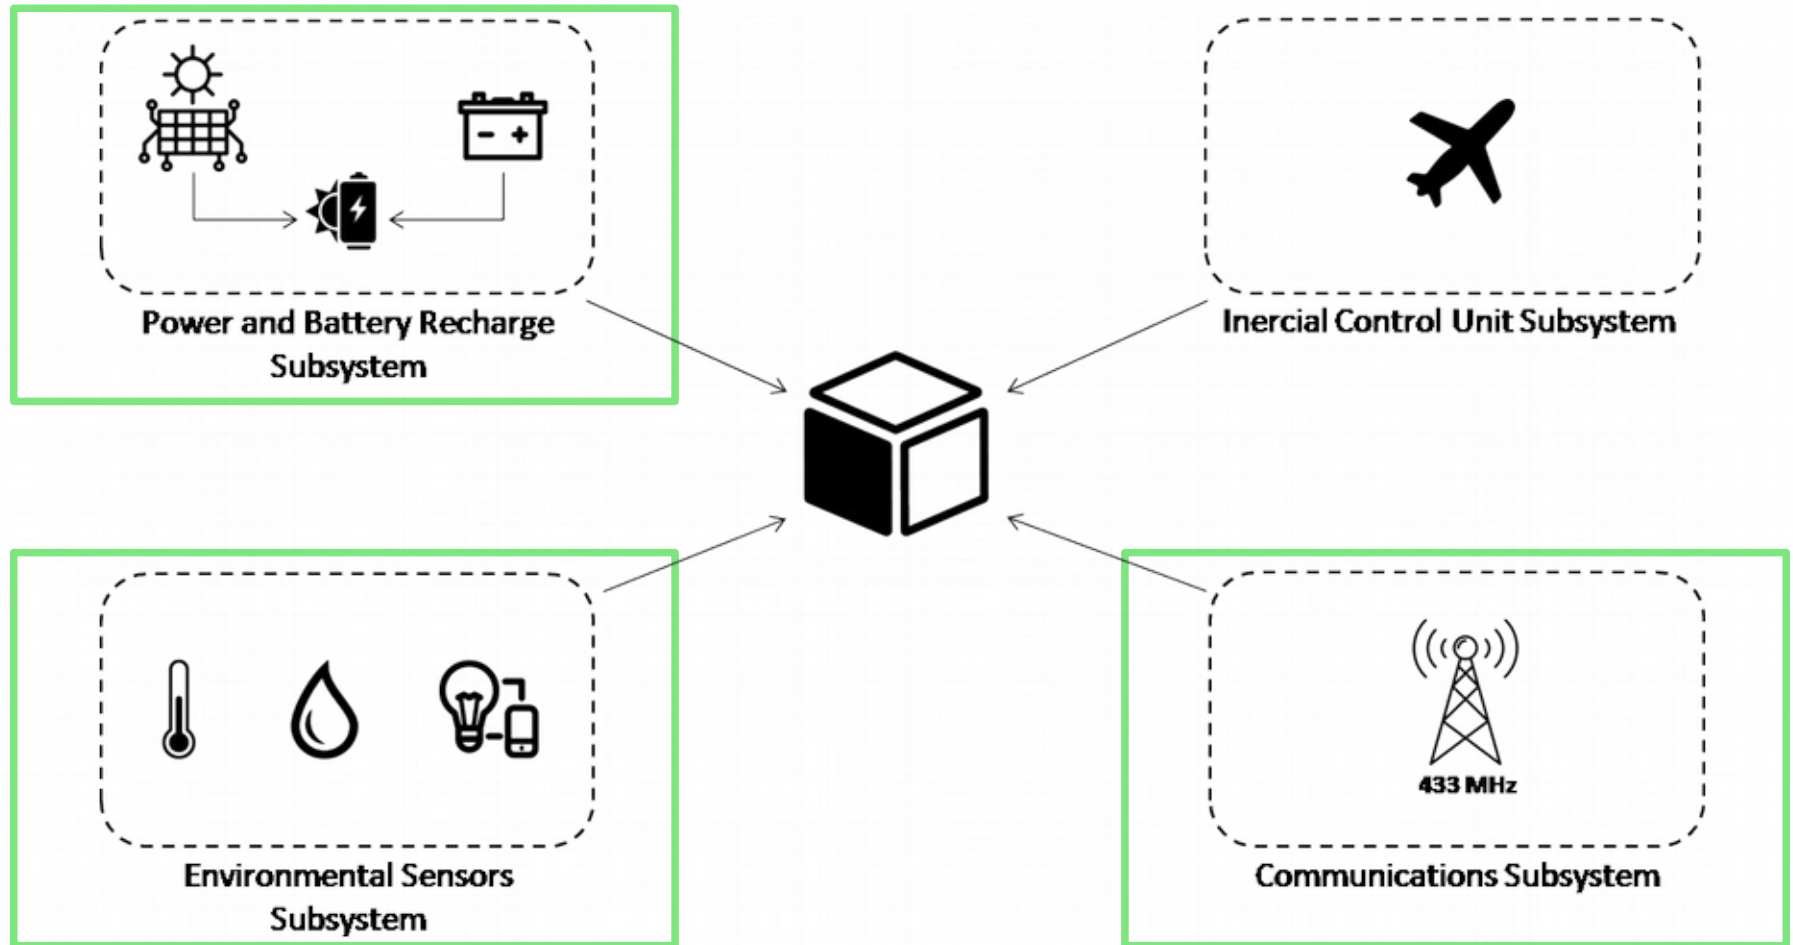 Power and Battery Recharge
Subsystem
Inercial Control Unit Subsystem
433 MHz
Environmental Sensors
Subsystem
Communications Subsystem